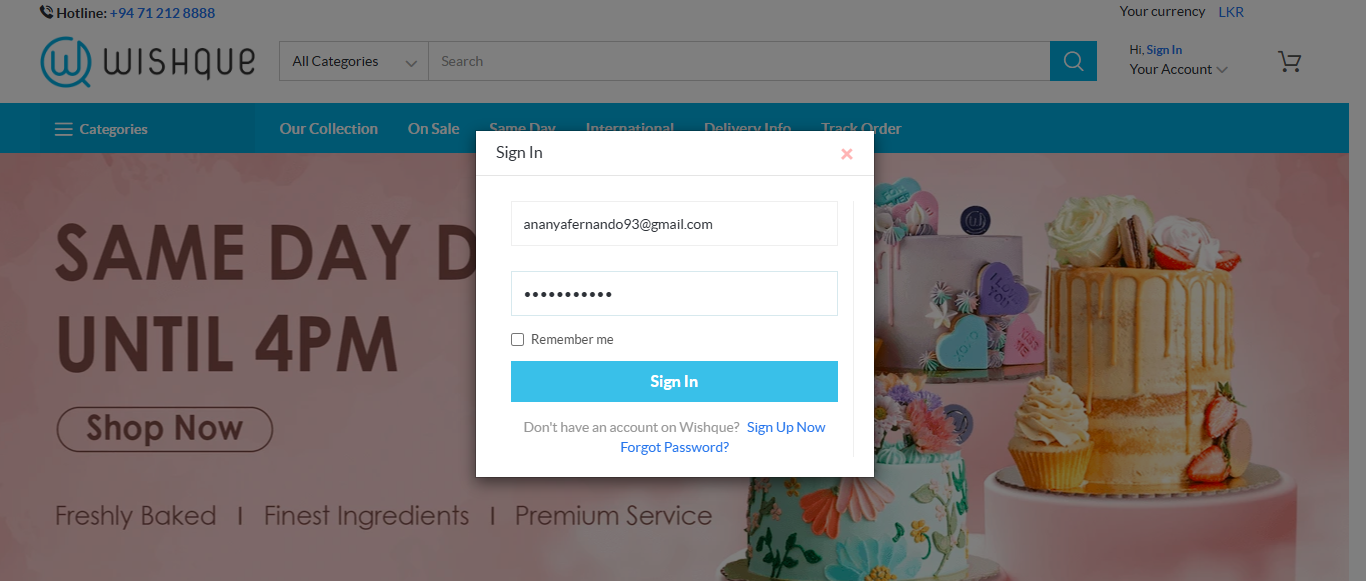 Hotline: +94 71 212 8888
Your currency LKR
WISHQUE
All Categories
Search
Hi, Sign In
Your Account
Categories
Our Collection
On Sale
Same Day
International
Delivery Info
Track Order
Sign In
SAME DAY D
UNTIL 4PM
Shop Now
Freshly Baked | Finest Ingredients | Premium Service
ananyafernando93@gmail.com
•••••••••••
Remember me
Sign In
Don't have an account on Wishque? Sign Up Now
Forgot Password?